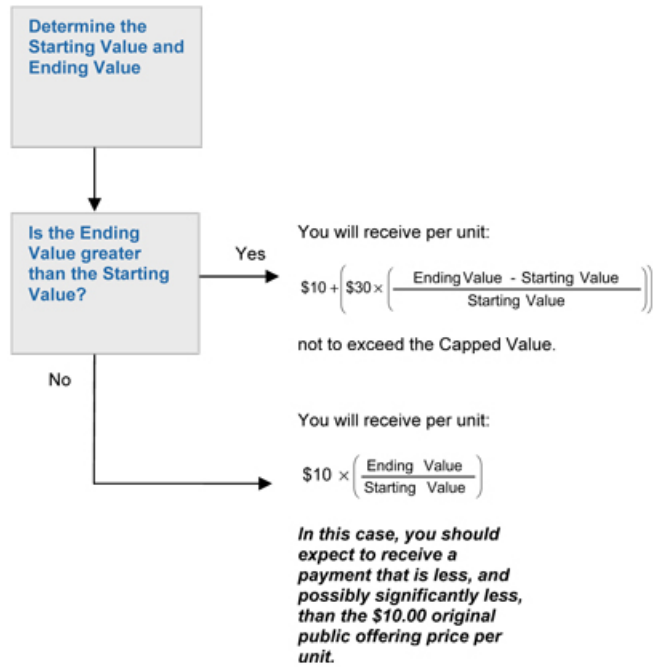 Determine the
Starting Value and
Ending Value
Is the Ending
Value greater
than the Starting
Value?
Yes
You will receive per unit:
$10 + ($30 × (Ending Value - Starting Value
Starting Value))
not to exceed the Capped Value.
No
You will receive per unit:
$10 × (Ending Value
Starting Value)
In this case, you should
expect to receive a
payment that is less, and
possibly significantly less,
than the $10.00 original
public offering price per
unit.